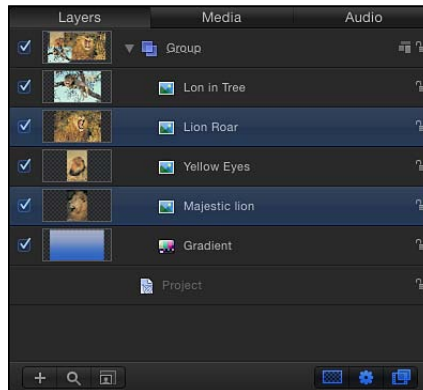 Layers Media Audio
Group
Lon in Tree
Lion Roar
Yellow Eyes
Majestic lion
Gradient
Project